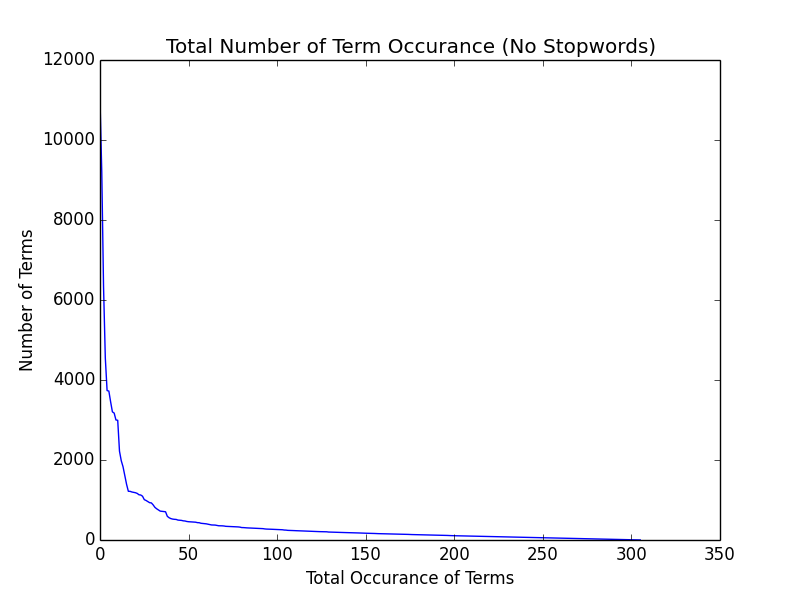 Total Number of Term Occurance (No Stopwords)
12000
10000
8000
6000
4000
2000
0
Number of Terms
0 50 100 150 200 250 300 350
Total Occurance of Terms